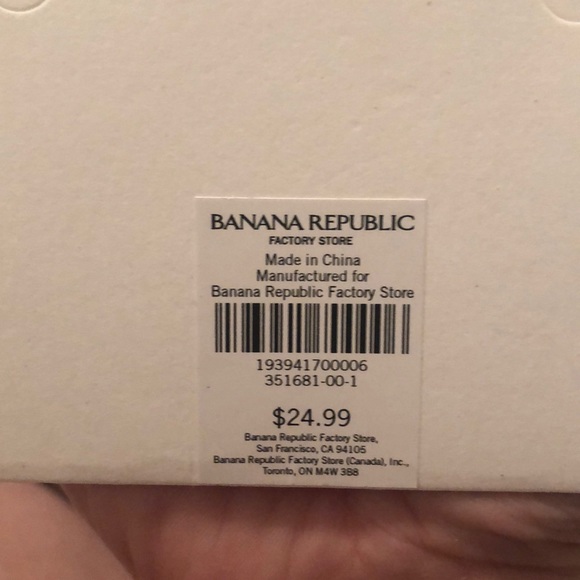 BANANA REPUBLIC
FACTORY STORE
Made in China
Manufactured for
Banana Republic Factory Store
193941700006
351681-00-1
$24.99
Banana Republic Factory Store,
San Francisco, CA 94105
Banana Republic Factory Store (Canada), Inc.,
Toronto, ON M4W 3B8